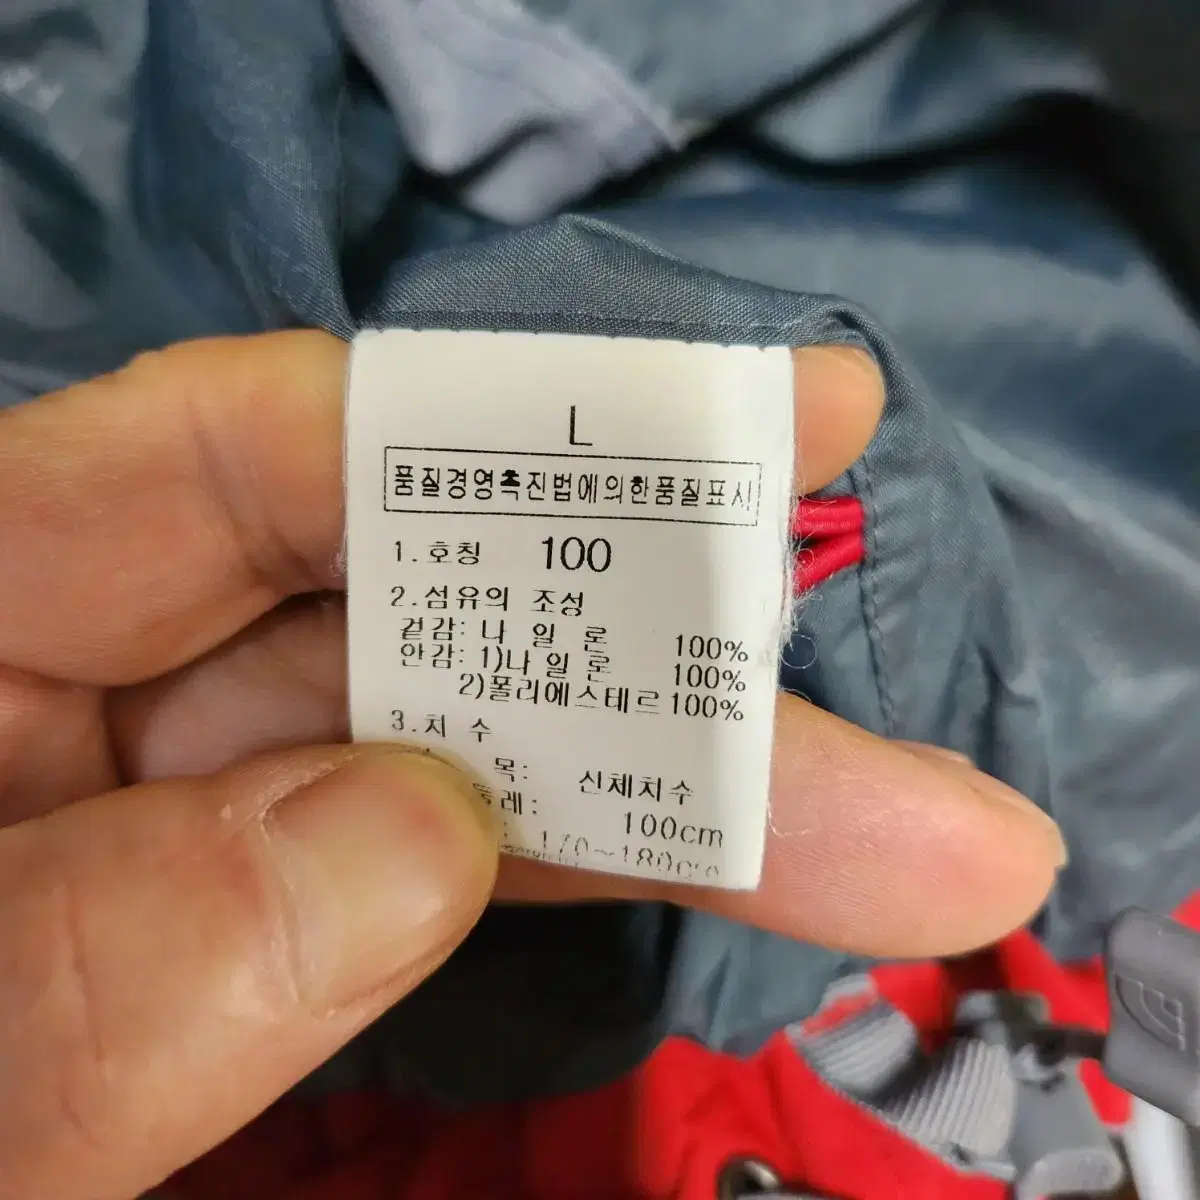 L
품질경영촉진법에의한품질표시
1.호칭 100
2.섬유의 조성
겉감: 나 일 론 100%
안감: 1)나 일 론 100%
2)폴리에스테르 100%
3.치 수
목: 신체치수
둘레: 100cm
: 170~180cm